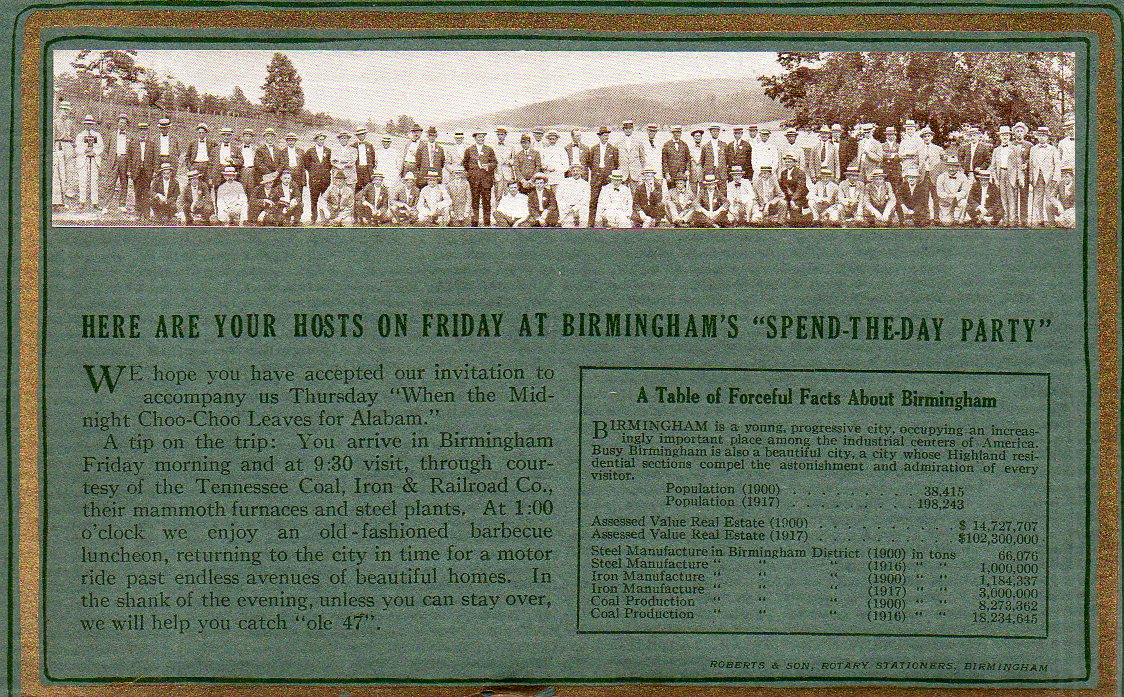 HERE ARE YOUR HOSTS ON FRIDAY AT BIRMINGHAM'S "SPEND-THE-DAY PARTY"
WE hope you have accepted our invitation to
accompany us Thursday "When the Mid-
night Choo-Choo Leaves for Alabam."
A tip on the trip: You arrive in Birmingham
Friday morning and at 9:30 visit, through cour-
tesy of the Tennessee Coal, Iron & Railroad Co.,
their mammoth furnaces and steel plants. At 1:00
o'clock we enjoy an old-fashioned barbecue
luncheon, returning to the city in time for a motor
ride past endless avenues of beautiful homes. In
the shank of the evening, unless you can stay over,
we will help you catch "ole 47".
A Table of Forceful Facts About Birmingham
BIRMINGHAM is a young, progressive city, occupying an increas-
ingly important place among the industrial centers of America.
Busy Birmingham is also a beautiful city, a city whose Highland resi-
dential sections compel the astonishment and admiration of every
visitor.
Population (1900) . . . . . . . . . . 38,415
Population (1917) . . . . . . . . . . 198,243
Assessed Value Real Estate (1900) . . . . . . . . . . $ 14,727,707
Assessed Value Real Estate (1917) . . . . . . . . . . $102,300,000
Steel Manufacture in Birmingham District (1900) in tons 66,076
Steel Manufacture " " " (1916) " " 1,000,000
Iron Manufacture " " " (1900) " " 1,184,337
Iron Manufacture " " " (1917) " " 3,000,000
Coal Production " " " (1900) " " 8,273,362
Coal Production " " " (1916) " " 18,234,645
ROBERTS & SON, ROTARY STATIONERS, BIRMINGHAM